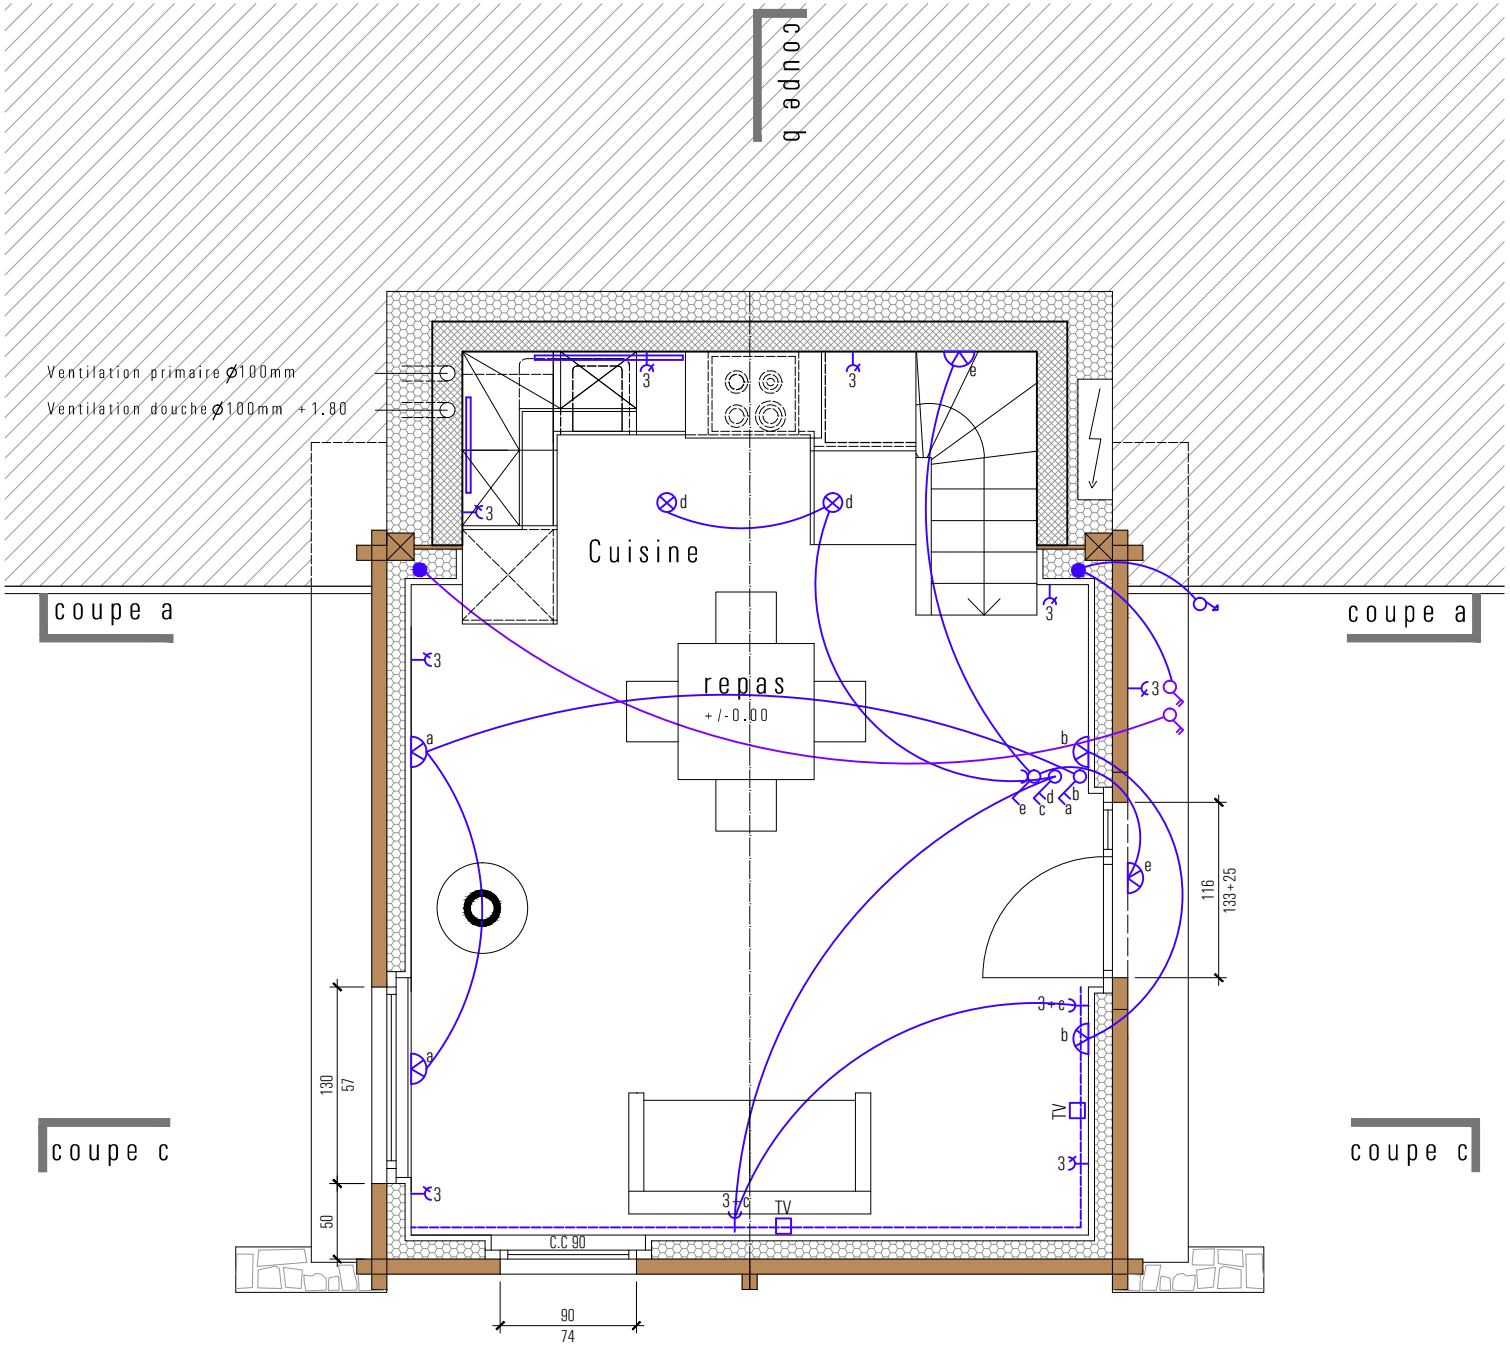 coupe b
Ventilation primaire ø100mm
Ventilation douche ø100mm +1.80
3
3
e
3
d
d
Cuisine
coupe a
coupe a
3
3
3
repas
+/-0.00
a
b
e
c
d
a
b
e
116
133+25
3+c
b
a
130
57
TV
coupe c
coupe c
3
3
3+c
TV
50
C.C 90
90
74